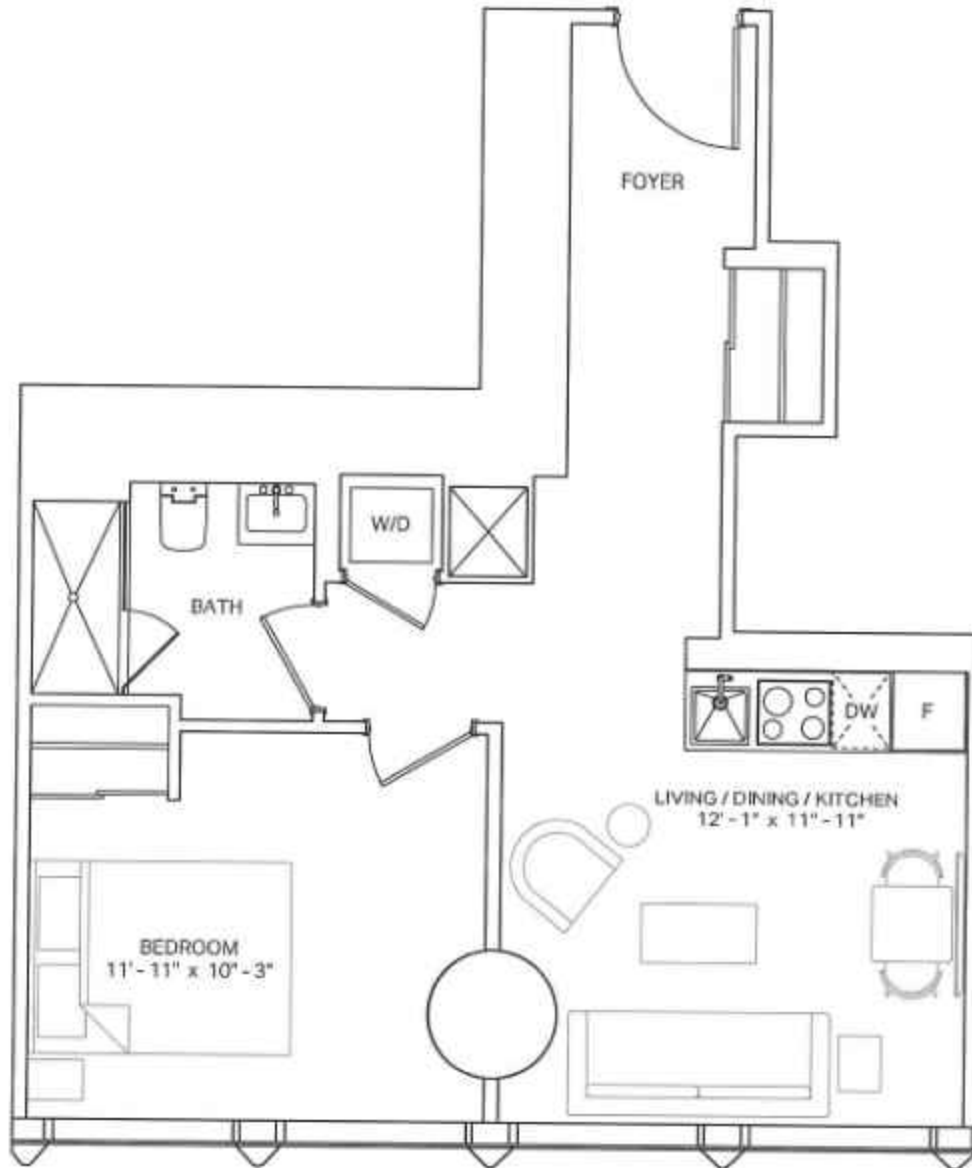 FOYER
W/D
BATH
DW
F
LIVING / DINING / KITCHEN
12' - 1" x 11" - 11"
BEDROOM
11' - 11" x 10" - 3"